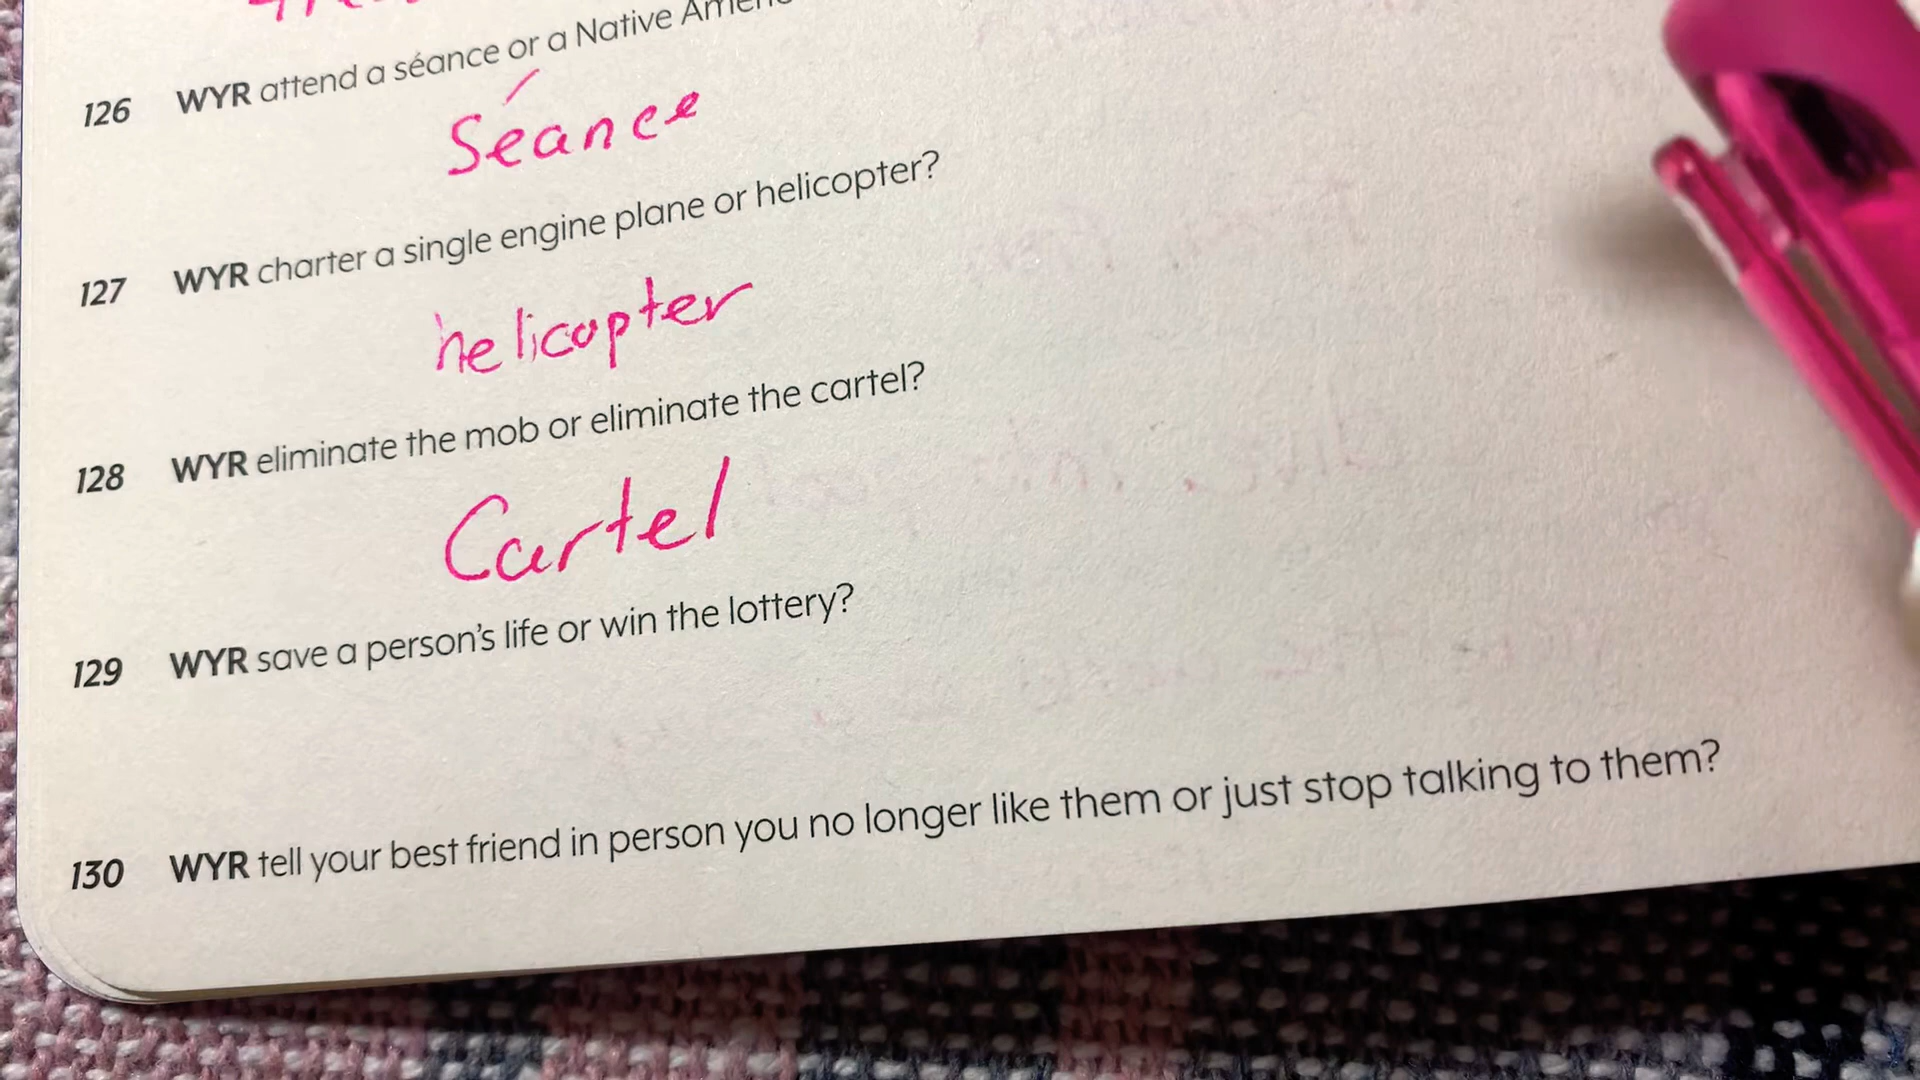 126 WYR attend a séance or a Native
Séance
127 WYR charter a single engine plane or helicopter?
helicopter
128 WYR eliminate the mob or eliminate the cartel?
Cartel
129 WYR save a person's life or win the lottery?
130 WYR tell your best friend in person you no longer like them or just stop talking to them?